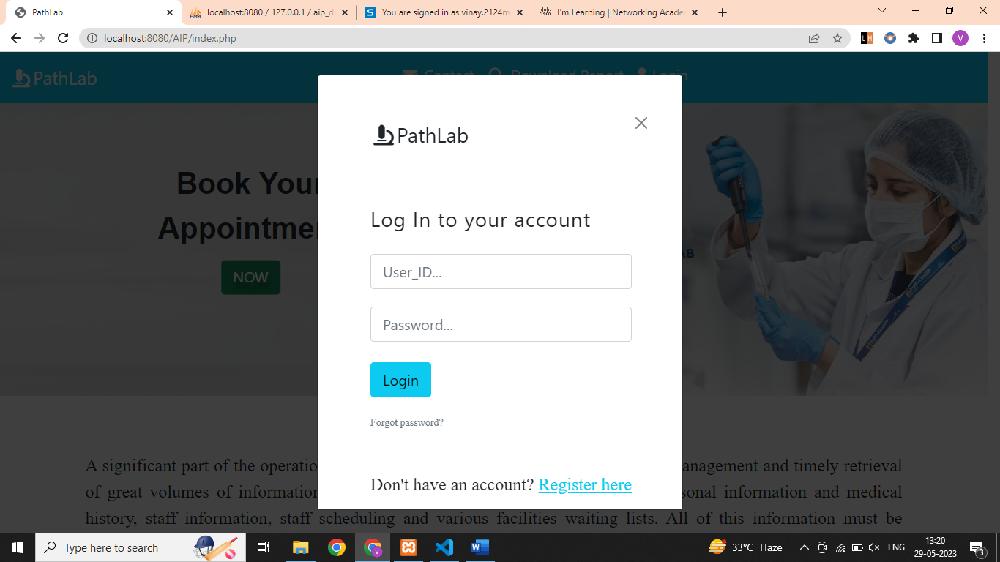 PathLab
localhost:8080 / 127.0.0.1 / aip_d
You are signed in as vinay.2124m
I'm Learning | Networking Acade
localhost:8080/AIP/index.php
V
PathLab
Contact
Download Report
Login
Book Your
Appointme
NOW
AB
PathLab
Log In to your account
User_ID...
Password...
Login
Forgot password?
Don't have an account? Register here
A significant part of the operatio
anagement and timely retrieval
of great volumes of information
sonal information and medical
history, staff information, staff scheduling and various facilities waiting lists. All of this information must be
Type here to search
33°C Haze
ENG
13:20
29-05-2023
3